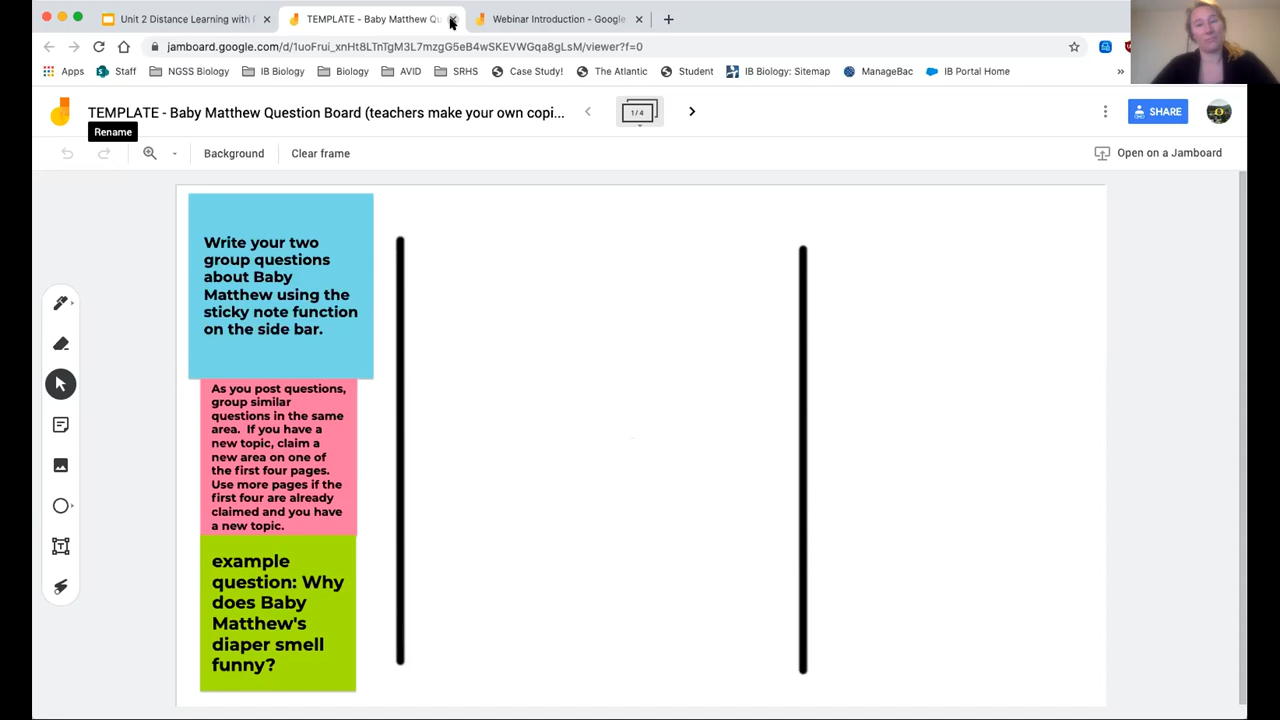 Unit 2 Distance Learning with
TEMPLATE - Baby Matthew Qu
Webinar Introduction - Google
jamboard.google.com/d/1uoFrui_xnHt8LTnTgM3L7mzgG5eB4wSKEVWGqa8gLsM/viewer?f=0
Apps
Staff
NGSS Biology
IB Biology
Biology
AVID
SRHS
Case Study!
The Atlantic
Student
IB Biology: Sitemap
ManageBac
IB Portal Home
»
TEMPLATE - Baby Matthew Question Board (teachers make your own copi...
1/4
SHARE
Rename
Background
Clear frame
Open on a Jamboard
Write your two
group questions
about Baby
Matthew using the
sticky note function
on the side bar.
As you post questions,
group similar
questions in the same
area. If you have a
new topic, claim a
new area on one of
the first four pages.
Use more pages if the
first four are already
claimed and you have
a new topic.
example
question: Why
does Baby
Matthew's
diaper smell
funny?